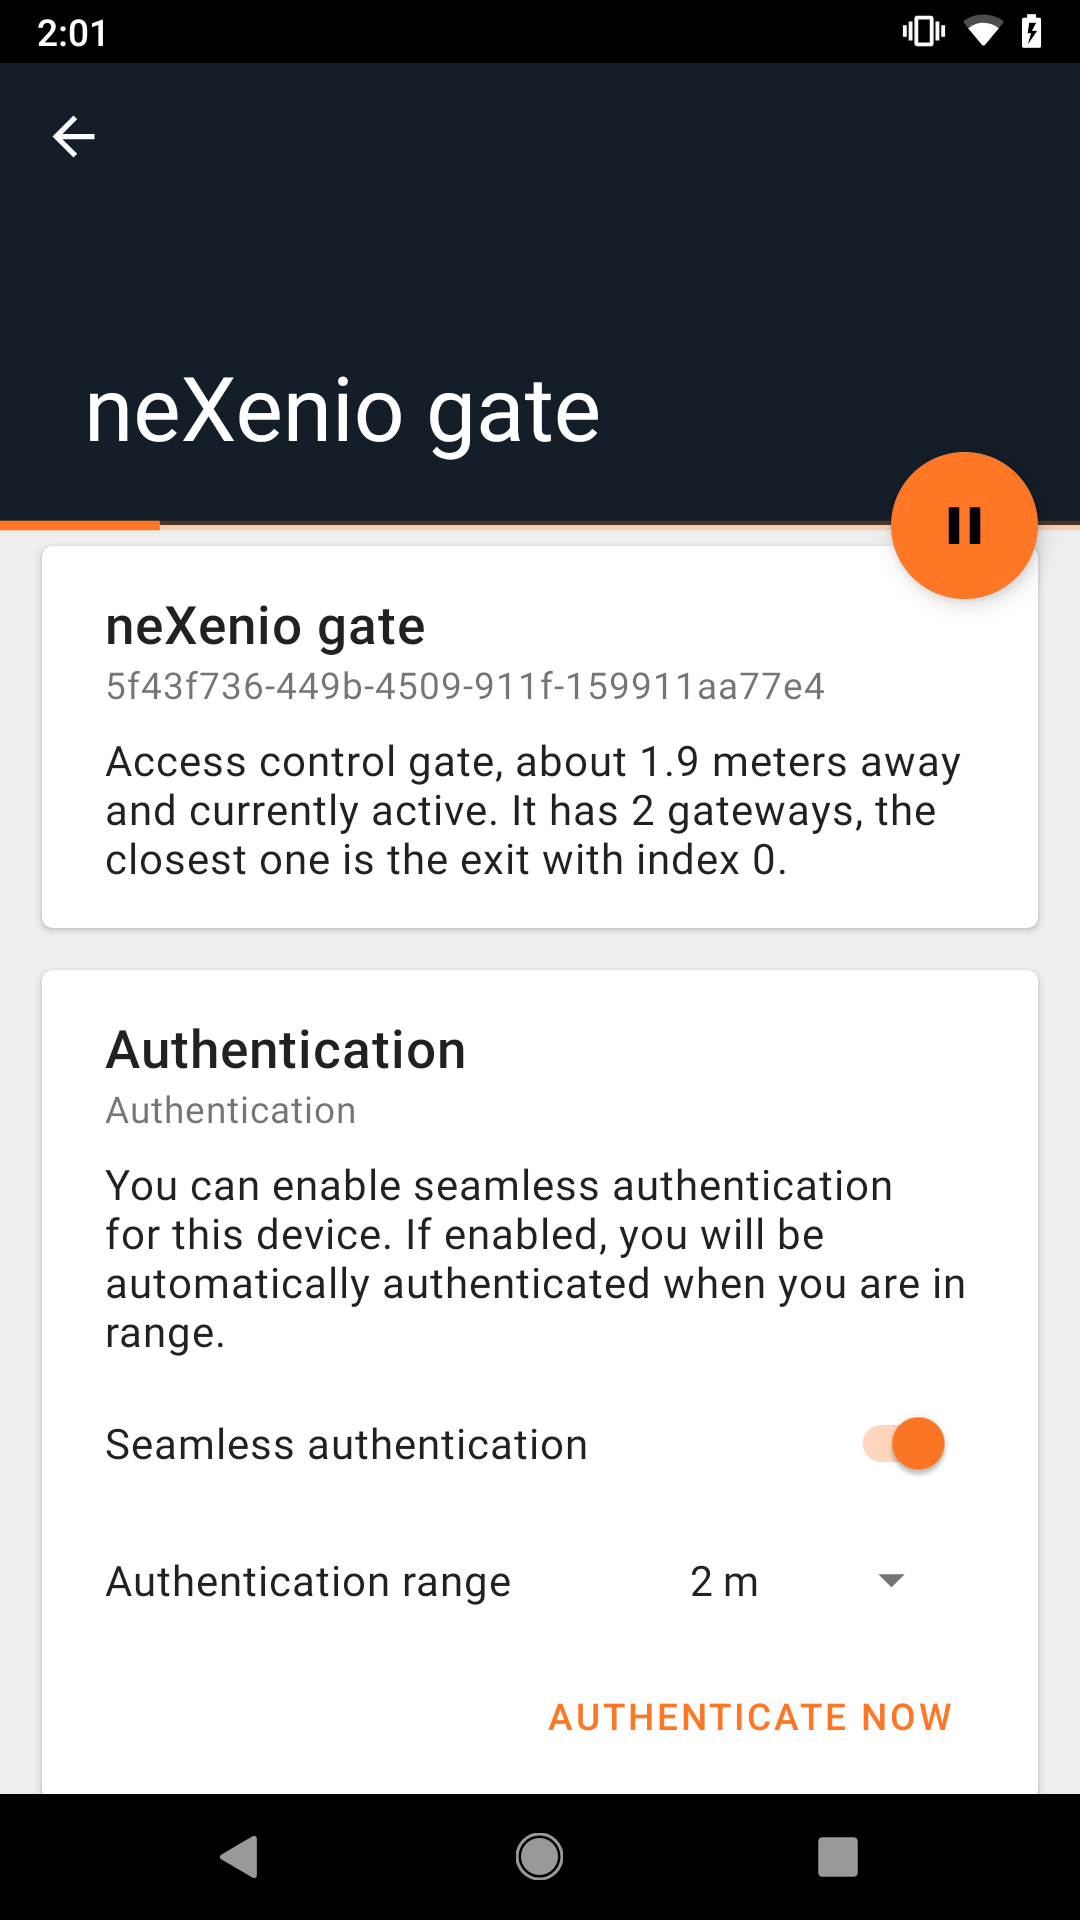 2:01
neXenio gate
neXenio gate
5f43f736-449b-4509-911f-159911aa77e4
Access control gate, about 1.9 meters away
and currently active. It has 2 gateways, the
closest one is the exit with index 0.
Authentication
Authentication
You can enable seamless authentication
for this device. If enabled, you will be
automatically authenticated when you are in
range.
Seamless authentication
Authentication range 2 m
AUTHENTICATE NOW